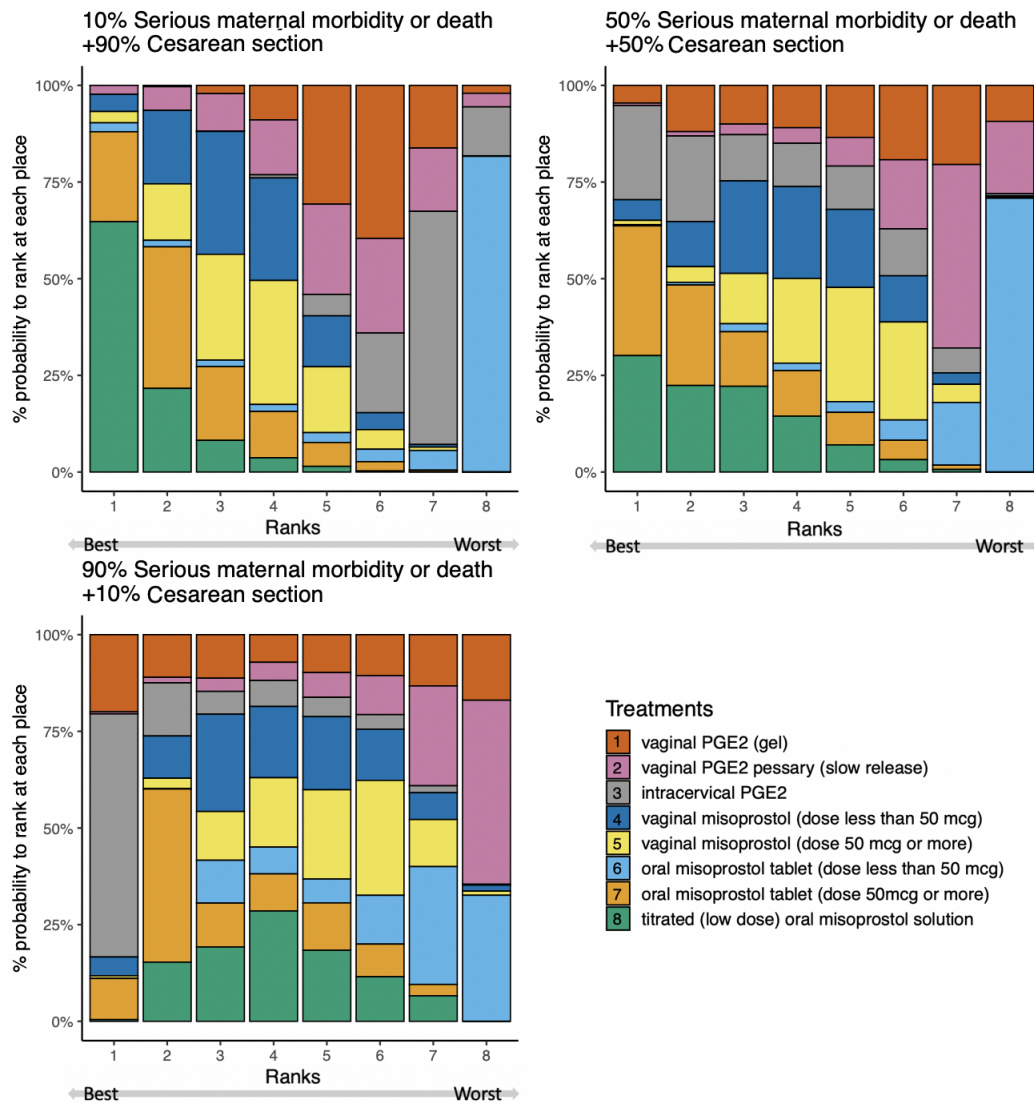 10% Serious maternal morbidity or death
+90% Cesarean section
% probability to rank at each place
100%
75%
50%
25%
0%
1 2 3 4 5 6 7 8
Ranks
Best Worst
50% Serious maternal morbidity or death
+50% Cesarean section
% probability to rank at each place
100%
75%
50%
25%
0%
1 2 3 4 5 6 7 8
Ranks
Best Worst
90% Serious maternal morbidity or death
+10% Cesarean section
% probability to rank at each place
100%
75%
50%
25%
0%
1 2 3 4 5 6 7 8
Ranks
Best Worst
Treatments
1 vaginal PGE2 (gel)
2 vaginal PGE2 pessary (slow release)
3 intracervical PGE2
4 vaginal misoprostol (dose less than 50 mcg)
5 vaginal misoprostol (dose 50 mcg or more)
6 oral misoprostol tablet (dose less than 50 mcg)
7 oral misoprostol tablet (dose 50mcg or more)
8 titrated (low dose) oral misoprostol solution